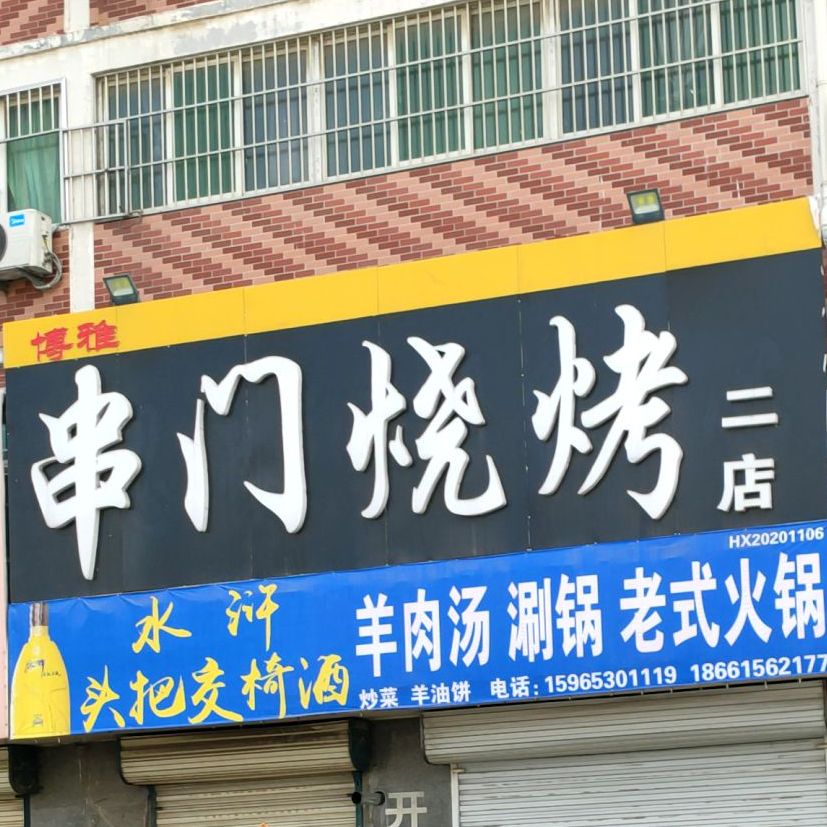 博雅
串门烧烤
二店
HX20201106
水浒
头把交椅酒
羊肉汤 涮锅 老式火锅
炒菜 羊油饼 电话:15965301119 18661562177
开